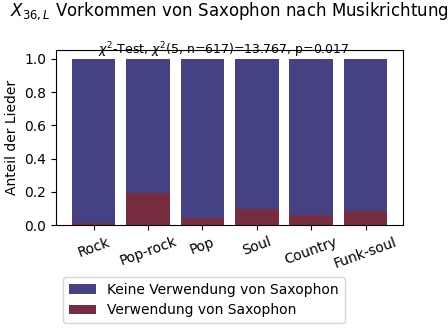 X₃₆,L Vorkommen von Saxophon nach Musikrichtung
χ²-Test, χ²(5, n=617)=13.767, p=0.017
Anteil der Lieder
1.0
0.8
0.6
0.4
0.2
0.0
Rock Pop-rock Pop Soul Country Funk-soul
Keine Verwendung von Saxophon
Verwendung von Saxophon